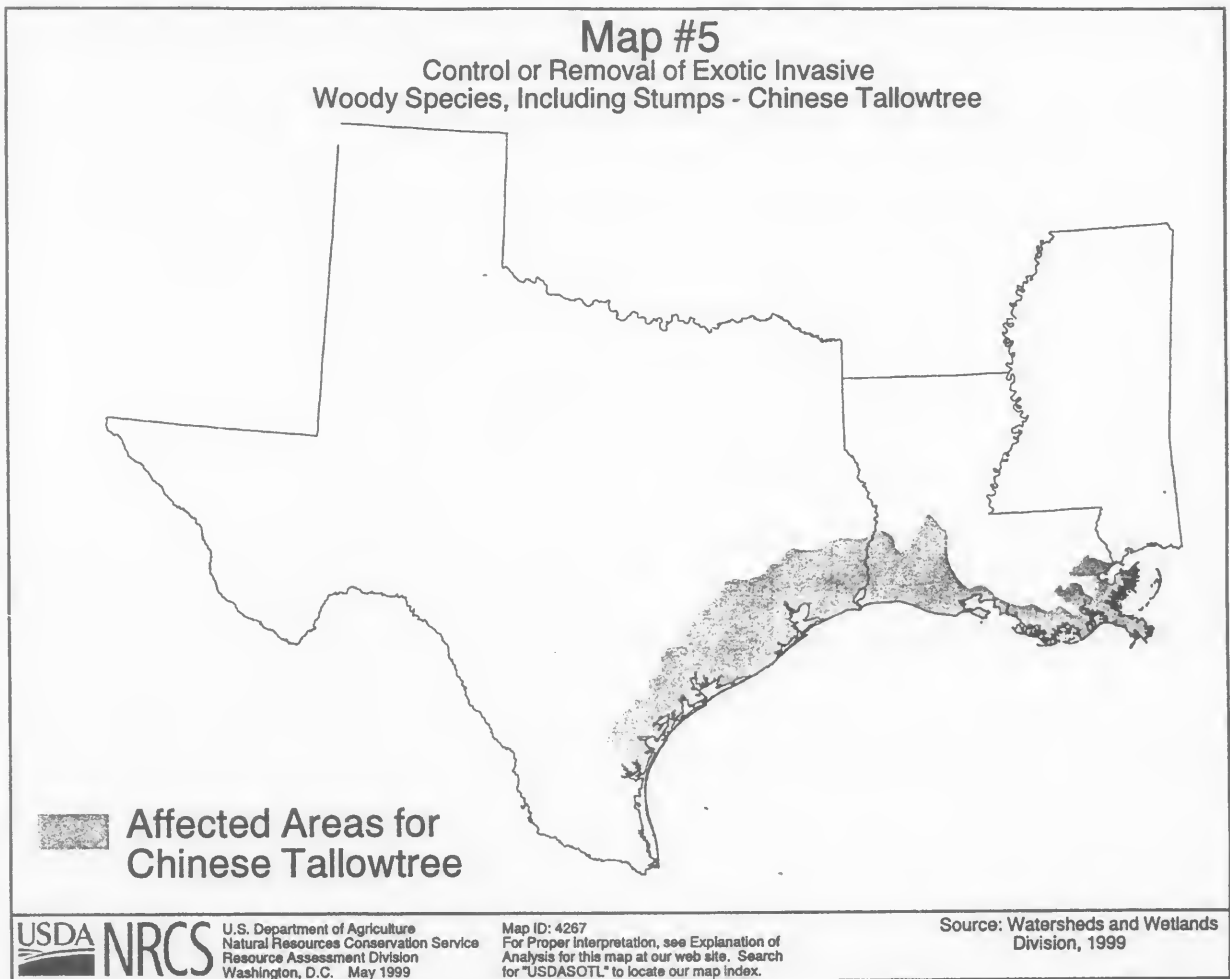 Map #5
Control or Removal of Exotic Invasive
Woody Species, Including Stumps - Chinese Tallowtree
Affected Areas for
Chinese Tallowtree
USDA NRCS
U.S. Department of Agriculture
Natural Resources Conservation Service
Resource Assessment Division
Washington, D.C. May 1999
Map ID: 4267
For Proper Interpretation, see Explanation of
Analysis for this map at our web site. Search
for "USDASOTL" to locate our map index.
Source: Watersheds and Wetlands
Division, 1999